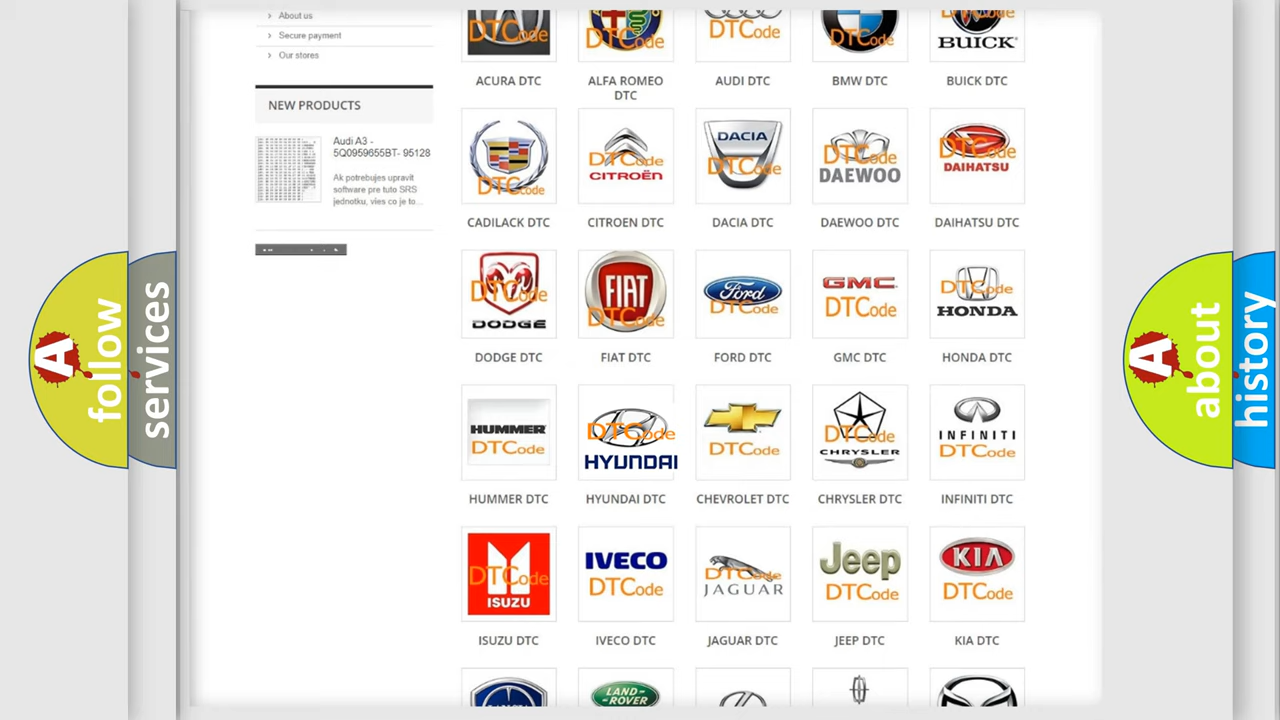 About us
Secure payment
Our stores
NEW PRODUCTS
Audi A3 -
5Q0959655BT- 95128
Ak potrebujes upravit
software pre tuto SRS
jednotku, vies co je to...
DTCode DTCode DTCode DTCode BUICK
ACURA DTC ALFA ROMEO DTC AUDI DTC BMW DTC BUICK DTC
DTCode
DTCode CITROËN
DACIA DTCode
DTCode DAEWOO
DTCode DAIHATSU
CADILACK DTC CITROEN DTC DACIA DTC DAEWOO DTC DAIHATSU DTC
DTCode DODGE
FIAT DTCode
Ford DTCode
GMC DTCode
DTCode HONDA
DODGE DTC FIAT DTC FORD DTC GMC DTC HONDA DTC
HUMMER DTCode
DTCode HYUNDAI
DTCode
DTCode CHRYSLER
INFINITI DTCode
HUMMER DTC HYUNDAI DTC CHEVROLET DTC CHRYSLER DTC INFINITI DTC
DTCode ISUZU
IVECO DTCode
DTCode JAGUAR
Jeep DTCode
KIA DTCode
ISUZU DTC IVECO DTC JAGUAR DTC JEEP DTC KIA DTC
LAND-
ROVER
A follow
services
A about
history